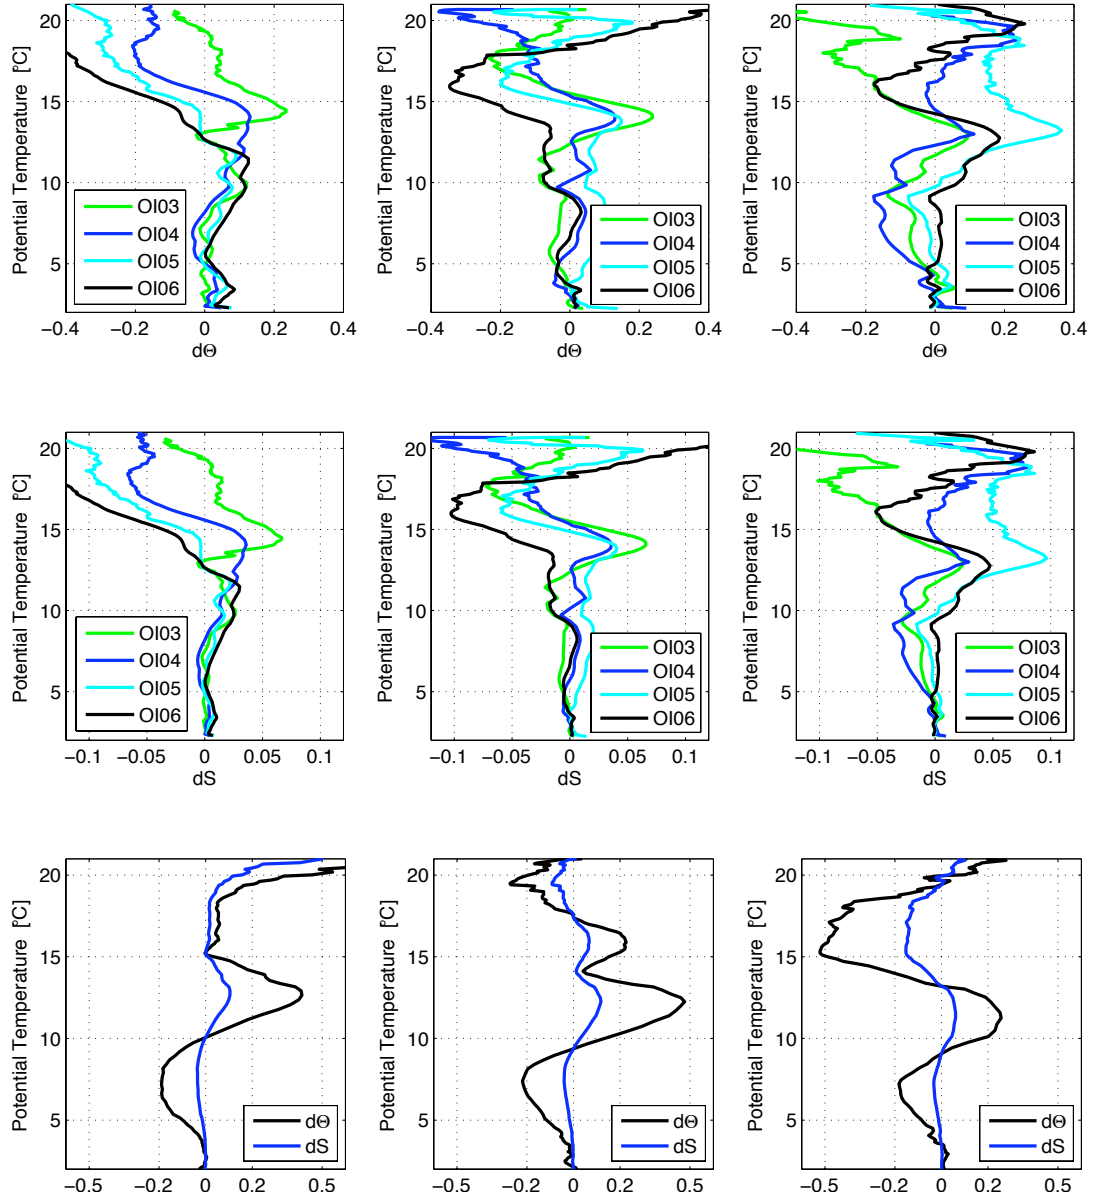 20
15
10
5
Potential Temperature [°C]
OI03
OI04
OI05
OI06
−0.4 −0.2 0 0.2 0.4
dΘ
20
15
10
5
Potential Temperature [°C]
OI03
OI04
OI05
OI06
−0.4 −0.2 0 0.2 0.4
dΘ
20
15
10
5
Potential Temperature [°C]
OI03
OI04
OI05
OI06
−0.4 −0.2 0 0.2 0.4
dΘ
20
15
10
5
Potential Temperature [°C]
OI03
OI04
OI05
OI06
−0.1 −0.05 0 0.05 0.1
dS
20
15
10
5
Potential Temperature [°C]
OI03
OI04
OI05
OI06
−0.1 −0.05 0 0.05 0.1
dS
20
15
10
5
Potential Temperature [°C]
OI03
OI04
OI05
OI06
−0.1 −0.05 0 0.05 0.1
dS
20
15
10
5
Potential Temperature [°C]
dΘ
dS
−0.5 −0.2 0 0.2 0.5
20
15
10
5
Potential Temperature [°C]
dΘ
dS
−0.5 −0.2 0 0.2 0.5
20
15
10
5
Potential Temperature [°C]
dΘ
dS
−0.5 −0.2 0 0.2 0.5